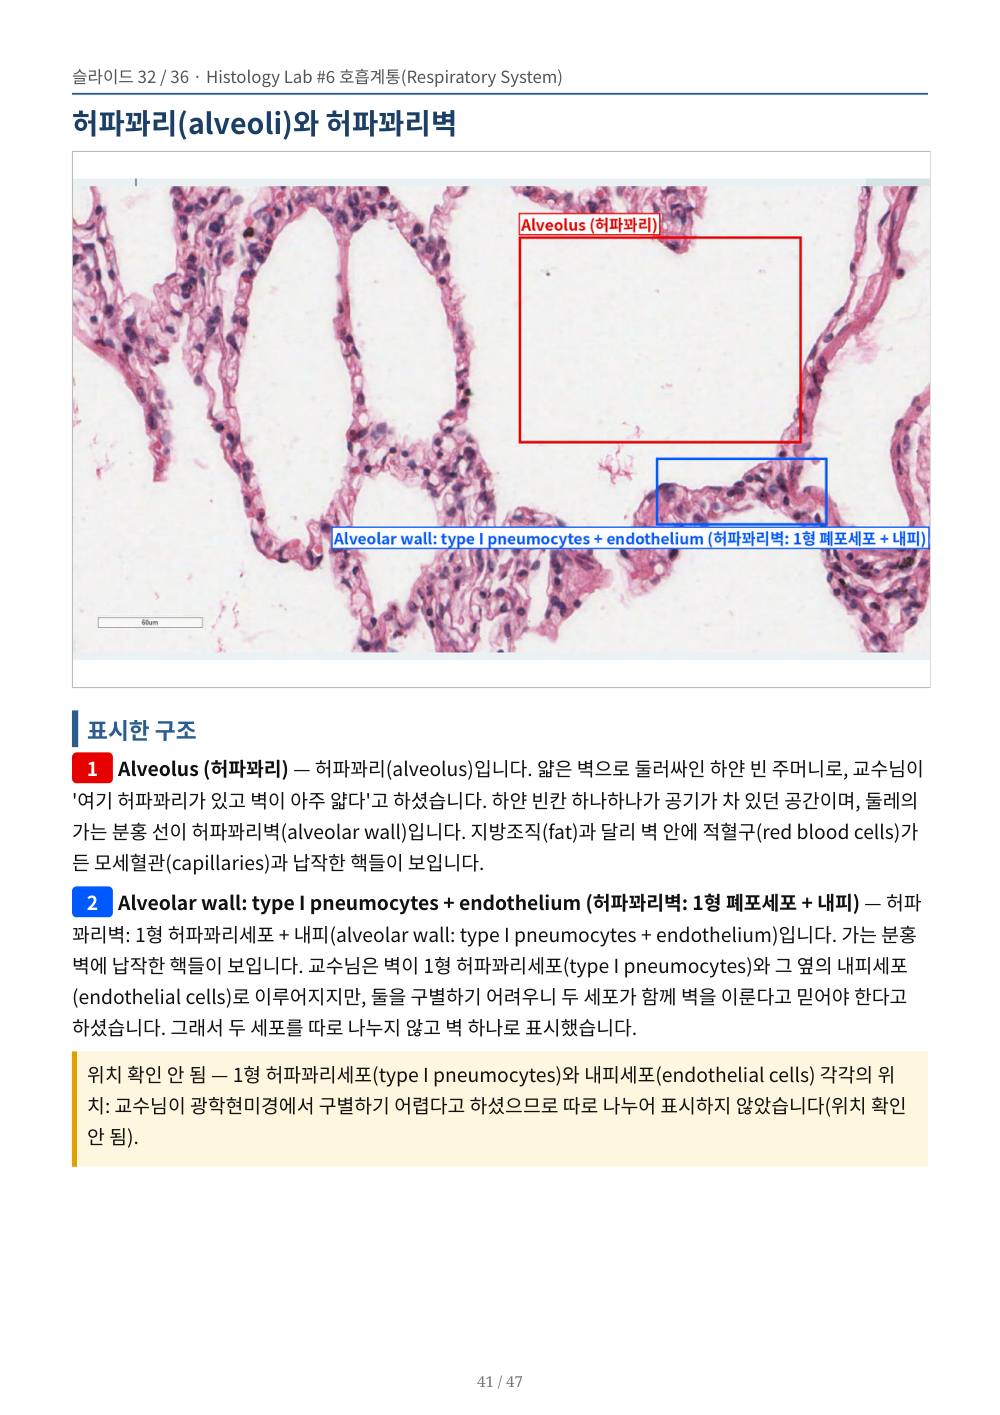 슬라이드 32 / 36 · Histology Lab #6 호흡계통(Respiratory System)
허파꽈리(alveoli)와 허파꽈리벽
Alveolus (허파꽈리)
Alveolar wall: type I pneumocytes + endothelium (허파꽈리벽: 1형 폐포세포 + 내피)
60um
표시한 구조
1 Alveolus (허파꽈리) — 허파꽈리(alveolus)입니다. 얇은 벽으로 둘러싸인 하얀 빈 주머니로, 교수님이
'여기 허파꽈리가 있고 벽이 아주 얇다'고 하셨습니다. 하얀 빈칸 하나하나가 공기가 차 있던 공간이며, 둘레의
가는 분홍 선이 허파꽈리벽(alveolar wall)입니다. 지방조직(fat)과 달리 벽 안에 적혈구(red blood cells)가
든 모세혈관(capillaries)과 납작한 핵들이 보입니다.
2 Alveolar wall: type I pneumocytes + endothelium (허파꽈리벽: 1형 폐포세포 + 내피) — 허파
꽈리벽: 1형 허파꽈리세포 + 내피(alveolar wall: type I pneumocytes + endothelium)입니다. 가는 분홍
벽에 납작한 핵들이 보입니다. 교수님은 벽이 1형 허파꽈리세포(type I pneumocytes)와 그 옆의 내피세포
(endothelial cells)로 이루어지지만, 둘을 구별하기 어려우니 두 세포가 함께 벽을 이룬다고 믿어야 한다고
하셨습니다. 그래서 두 세포를 따로 나누지 않고 벽 하나로 표시했습니다.
위치 확인 안 됨 — 1형 허파꽈리세포(type I pneumocytes)와 내피세포(endothelial cells) 각각의 위
치: 교수님이 광학현미경에서 구별하기 어렵다고 하셨으므로 따로 나누어 표시하지 않았습니다(위치 확인
안 됨).
41 / 47